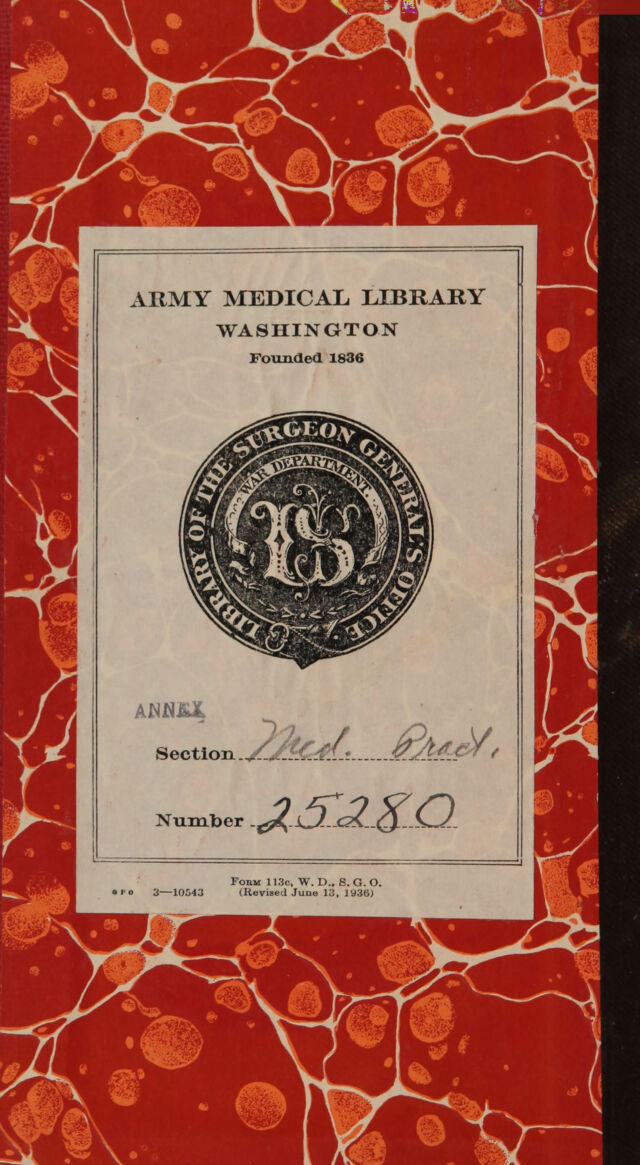 ARMY MEDICAL LIBRARY
WASHINGTON
Founded 1836
LIBRARY OF THE SURGEON GENERAL'S OFFICE
WAR DEPARTMENT.
US
ANNEX
Section Med. Pract.
Number 25280
FORM 113c, W. D., S. G. O.
GPO 3—10543 (Revised June 13, 1936)